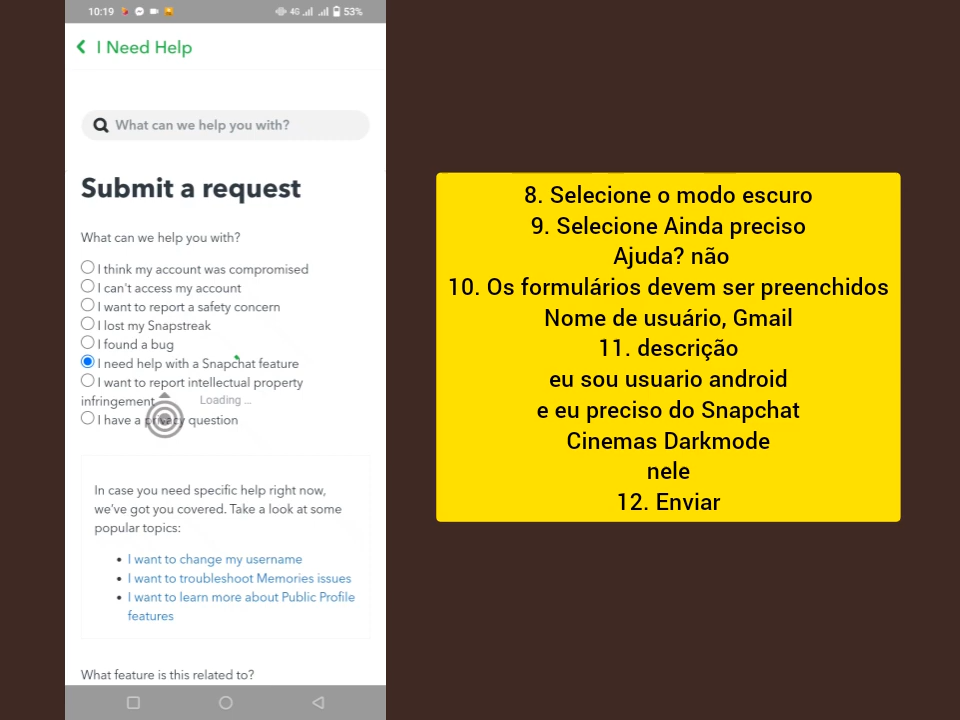 10:19
4G
53%
I Need Help
What can we help you with?
Submit a request
What can we help you with?
I think my account was compromised
I can't access my account
I want to report a safety concern
I lost my Snapstreak
I found a bug
I need help with a Snapchat feature
I want to report intellectual property
infringement
Loading ...
I have a privacy question
In case you need specific help right now,
we've got you covered. Take a look at some
popular topics:
• I want to change my username
• I want to troubleshoot Memories issues
• I want to learn more about Public Profile
features
What feature is this related to?
8. Selecione o modo escuro
9. Selecione Ainda preciso
Ajuda? não
10. Os formulários devem ser preenchidos
Nome de usuário, Gmail
11. descrição
eu sou usuario android
e eu preciso do Snapchat
Cinemas Darkmode
nele
12. Enviar